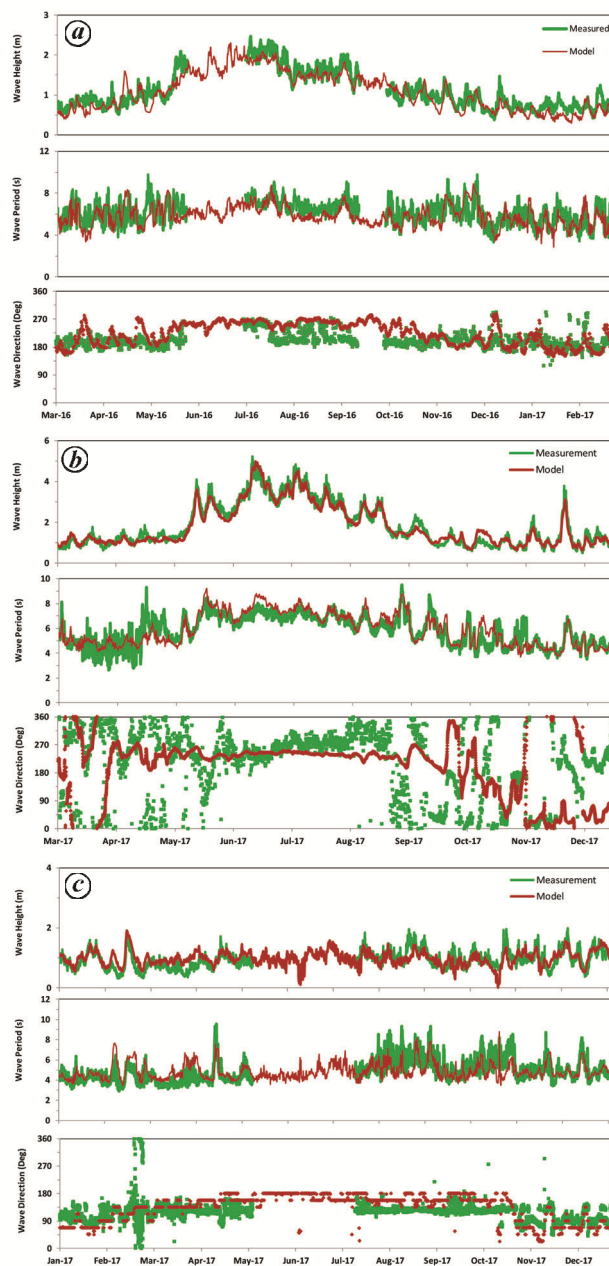 a
Wave Height (m)
3
2
1
0
Measured
Model
Wave Period (s)
12
8
4
0
Wave Direction (Deg)
360
270
180
90
0
Mar-16 Apr-16 May-16 Jun-16 Jul-16 Aug-16 Sep-16 Oct-16 Nov-16 Dec-16 Jan-17 Feb-17
b
Wave Height (m)
6
4
2
0
Measurement
Model
Wave Period (s)
10
8
6
4
2
0
Wave Direction (Deg)
360
270
180
90
0
Mar-17 Apr-17 May-17 Jun-17 Jul-17 Aug-17 Sep-17 Oct-17 Nov-17 Dec-17
c
Wave Height (m)
4
2
0
Measurement
Model
Wave Period (s)
12
10
8
6
4
2
0
Wave Direction (Deg)
360
270
180
90
0
Jan-17 Feb-17 Mar-17 Apr-17 May-17 Jun-17 Jul-17 Aug-17 Sep-17 Oct-17 Nov-17 Dec-17